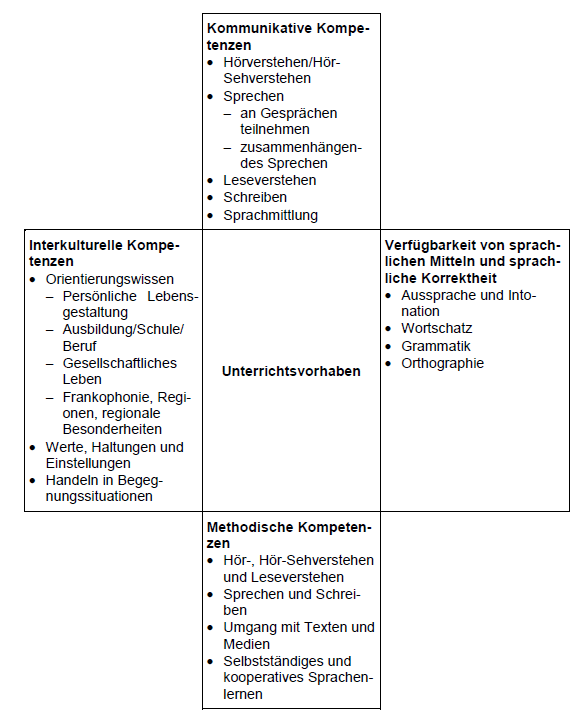 Kommunikative Kompe-
tenzen
• Hörverstehen/Hör-
Sehverstehen
• Sprechen
– an Gesprächen
teilnehmen
– zusammenhängen-
des Sprechen
• Leseverstehen
• Schreiben
• Sprachmittlung
Interkulturelle Kompe-
tenzen
• Orientierungswissen
– Persönliche Lebens-
gestaltung
– Ausbildung/Schule/
Beruf
– Gesellschaftliches
Leben
– Frankophonie, Regi-
onen, regionale
Besonderheiten
• Werte, Haltungen und
Einstellungen
• Handeln in Begeg-
nungssituationen
Unterrichtsvorhaben
Verfügbarkeit von sprach-
lichen Mitteln und sprach-
liche Korrektheit
• Aussprache und Into-
nation
• Wortschatz
• Grammatik
• Orthographie
Methodische Kompeten-
zen
• Hör-, Hör-Sehverstehen
und Leseverstehen
• Sprechen und Schrei-
ben
• Umgang mit Texten und
Medien
• Selbstständiges und
kooperatives Sprachen-
lernen